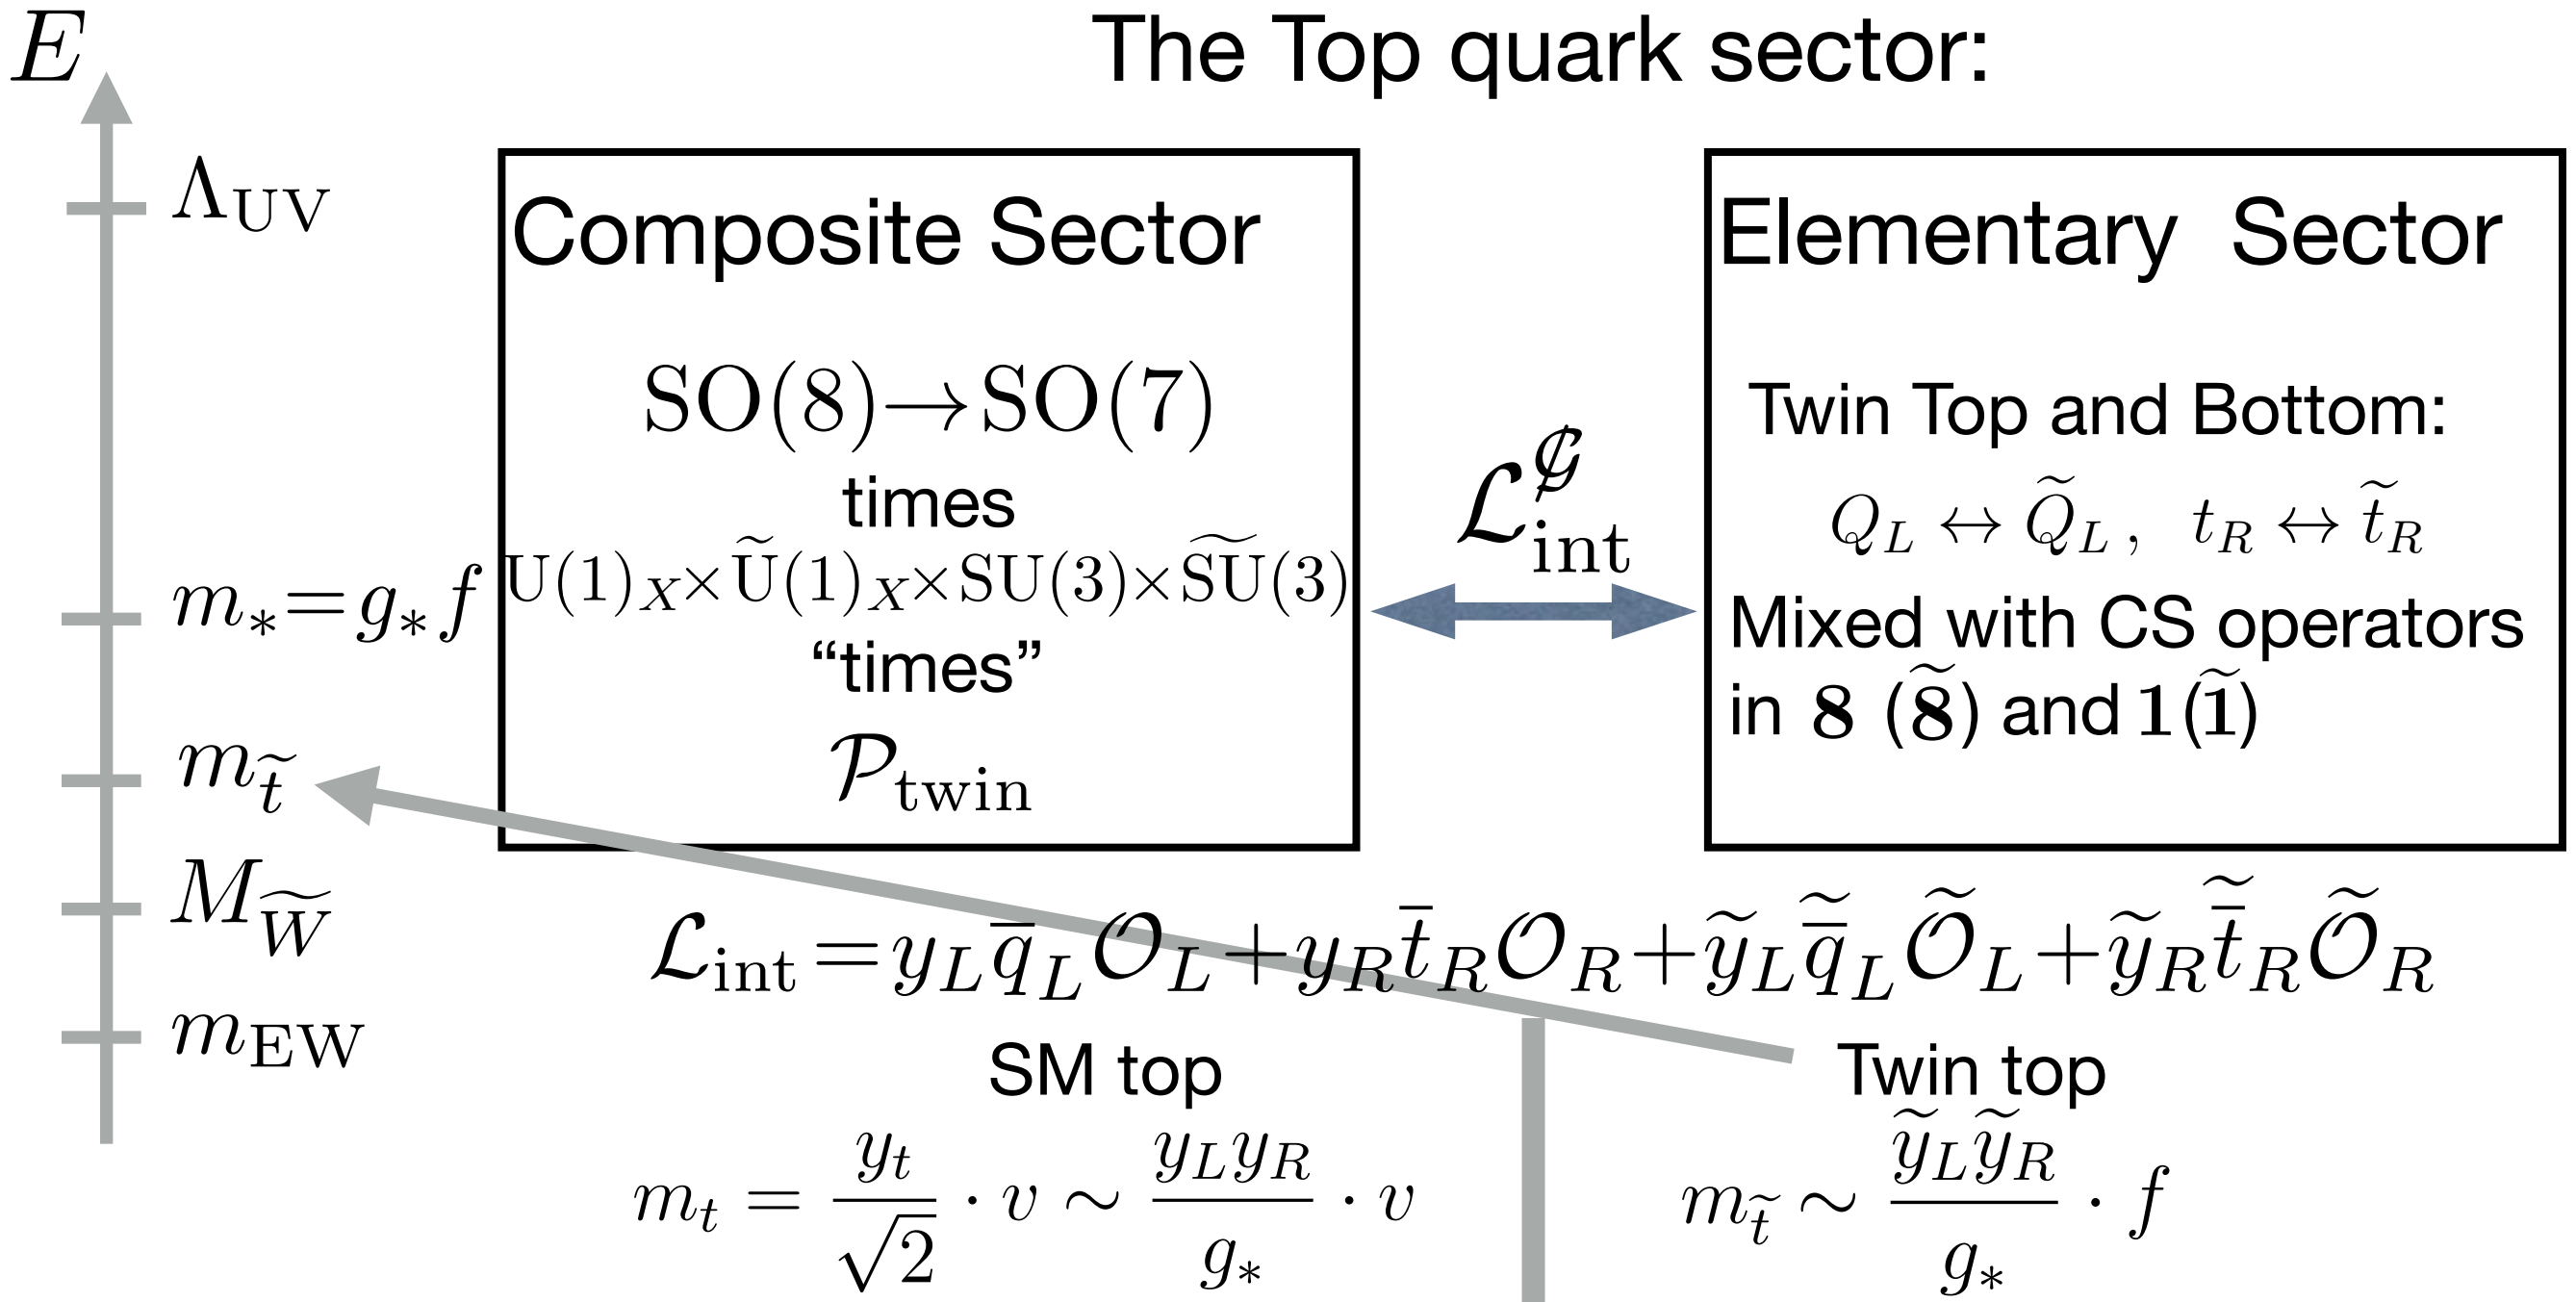 The Top quark sector:
E
Λ_UV
m_*=g_*f
m_t̃
M_W̃
m_EW
Composite Sector
SO(8)→SO(7)
times
U(1)_X×Ũ(1)_X×SU(3)×S͠U(3)
“times”
𝒫_twin
ℒ_int^𝒢̸
Elementary Sector
Twin Top and Bottom:
Q_L ↔ Q̃_L , t_R ↔ t̃_R
Mixed with CS operators
in 8 (8̃) and 1(1̃)
ℒ_int=y_L q̄_L 𝒪_L+y_R t̄_R 𝒪_R+ỹ_L q̄̃_L 𝒪̃_L+ỹ_R t̄̃_R 𝒪̃_R
SM top
m_t = y_t/√2 · v ∼ y_L y_R/g_* · v
Twin top
m_t̃ ∼ ỹ_L ỹ_R/g_* · f